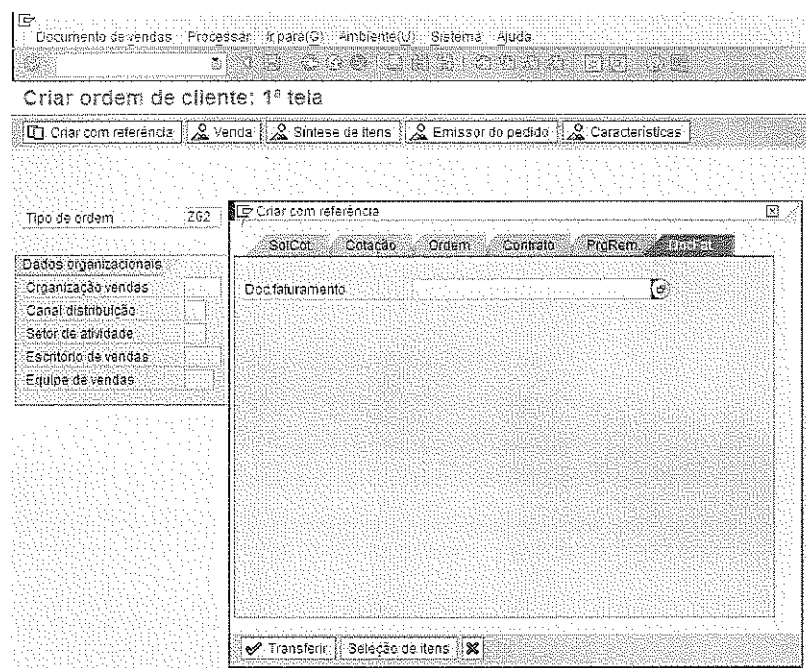 Documento de vendas Processar Ir para(G) Ambiente(U) Sistema Ajuda
Criar ordem de cliente: 1ª tela
Criar com referência Venda Síntese de itens Emissor do pedido Características
Tipo de ordem ZG2
Criar com referência
SolCot. Cotação Ordem Contrato PrgRem. DocFat.
Dados organizacionais
Organização vendas
Doc.faturamento
Canal distribuição
Setor de atividade
Escritório de vendas
Equipe de vendas
Transferir Seleção de itens